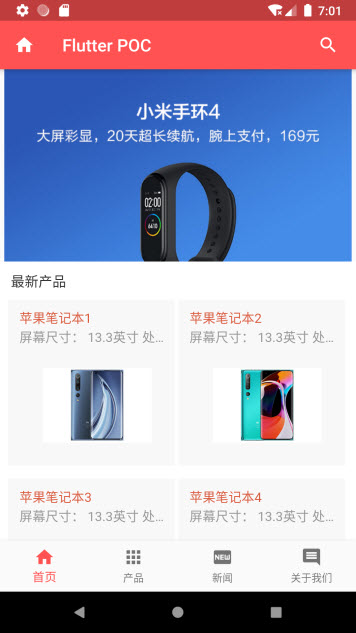 7:01
Flutter POC
小米手环4
大屏彩显，20天超长续航，腕上支付，169元
最新产品
苹果笔记本1
屏幕尺寸： 13.3英寸 处...
苹果笔记本2
屏幕尺寸： 13.3英寸 处...
苹果笔记本3
屏幕尺寸： 13.3英寸 处...
苹果笔记本4
屏幕尺寸： 13.3英寸 处...
NEW
首页
产品
新闻
关于我们